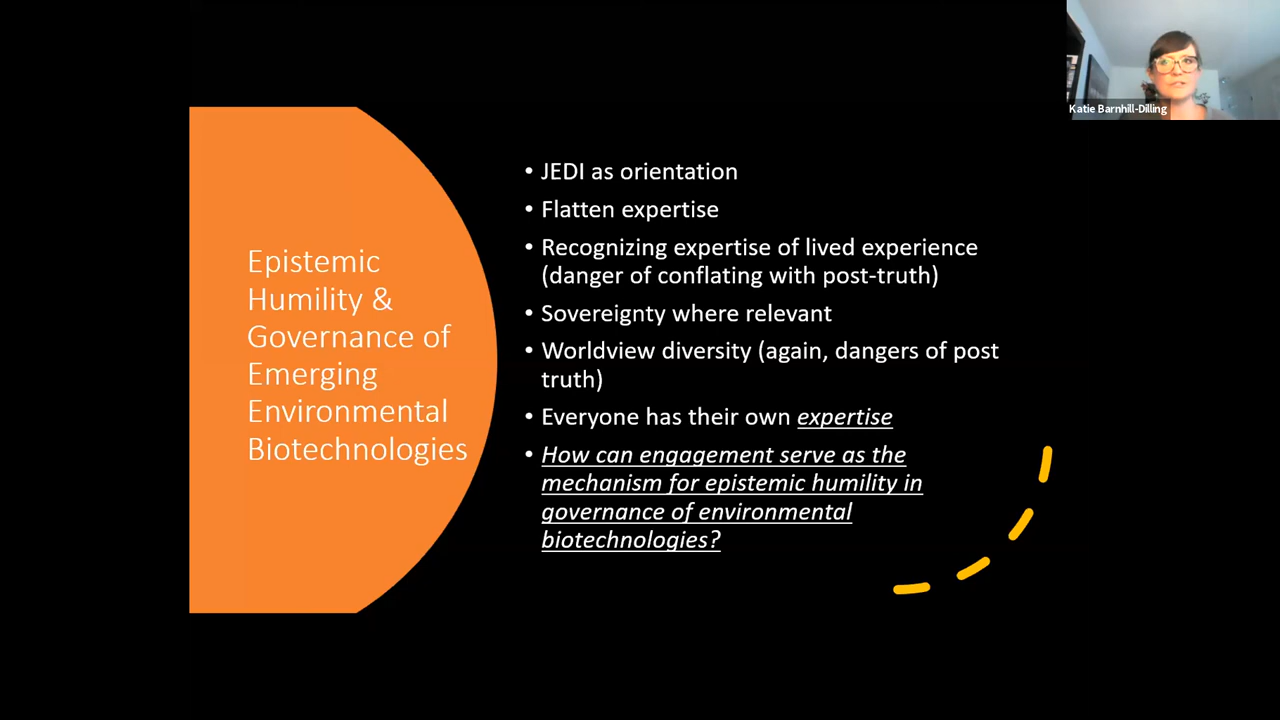 Katie Barnhill-Dilling
Epistemic
Humility &
Governance of
Emerging
Environmental
Biotechnologies
• JEDI as orientation
• Flatten expertise
• Recognizing expertise of lived experience
(danger of conflating with post-truth)
• Sovereignty where relevant
• Worldview diversity (again, dangers of post
truth)
• Everyone has their own expertise
• How can engagement serve as the
mechanism for epistemic humility in
governance of environmental
biotechnologies?